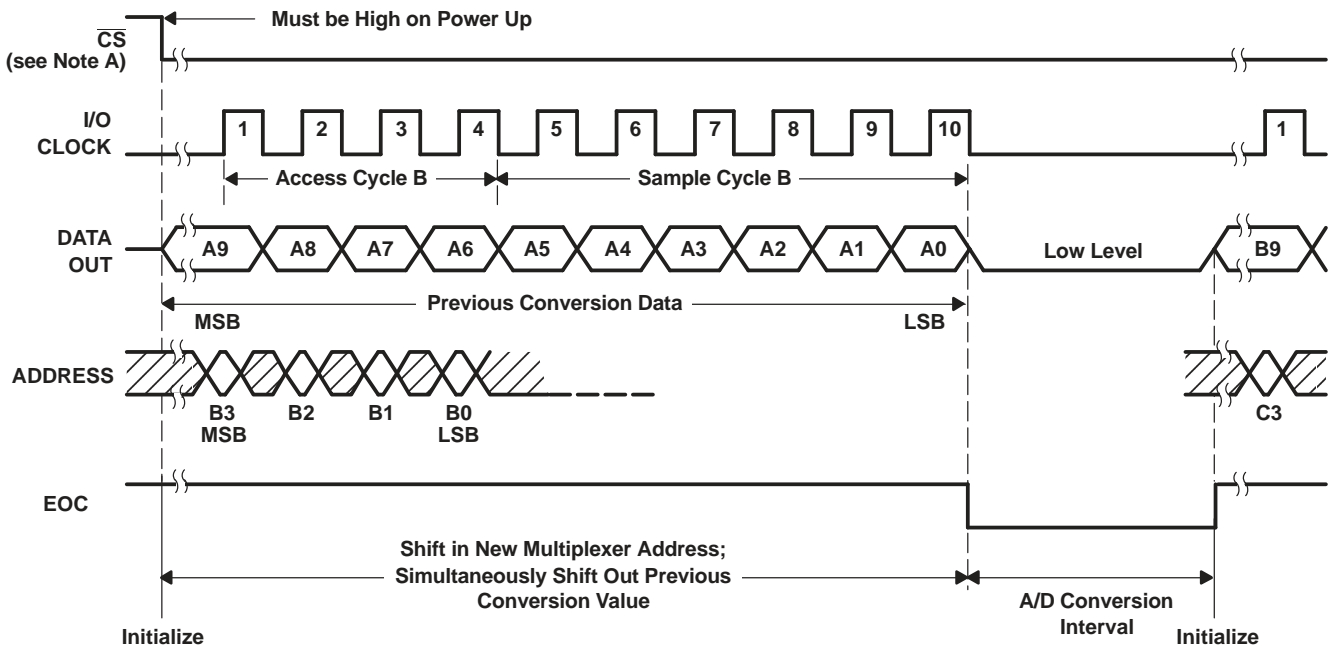 Must be High on Power Up
CS
(see Note A)
I/O
CLOCK
1 2 3 4 5 6 7 8 9 10 1
Access Cycle B Sample Cycle B
DATA
OUT
A9 A8 A7 A6 A5 A4 A3 A2 A1 A0 Low Level B9
Previous Conversion Data
MSB LSB
ADDRESS
B3 B2 B1 B0 C3
MSB LSB
EOC
Shift in New Multiplexer Address;
Simultaneously Shift Out Previous
Conversion Value
A/D Conversion
Interval
Initialize Initialize